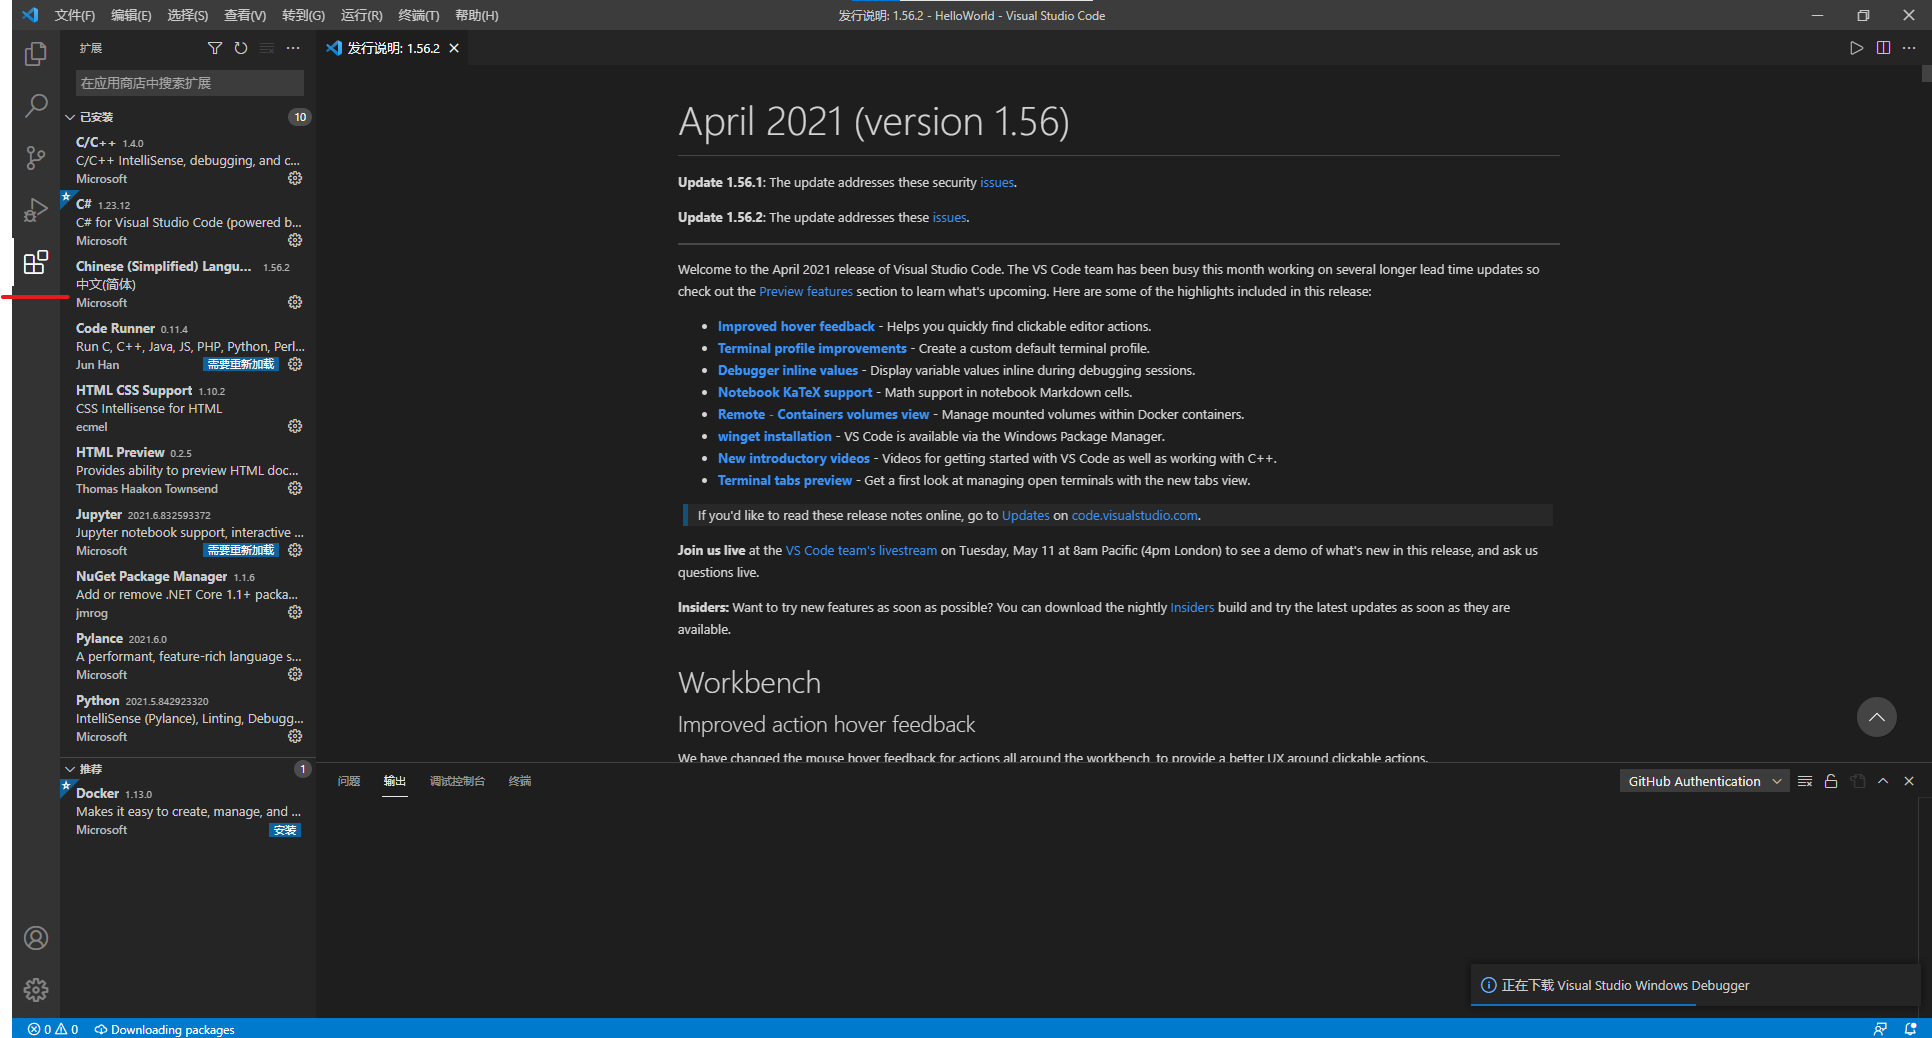 文件(F) 编辑(E) 选择(S) 查看(V) 转到(G) 运行(R) 终端(T) 帮助(H)
发行说明: 1.56.2 - HelloWorld - Visual Studio Code
扩展
在应用商店中搜索扩展
已安装 10
C/C++ 1.4.0
C/C++ IntelliSense, debugging, and c...
Microsoft
C# 1.23.12
C# for Visual Studio Code (powered b...
Microsoft
Chinese (Simplified) Langu... 1.56.2
中文(简体)
Microsoft
Code Runner 0.11.4
Run C, C++, Java, JS, PHP, Python, Perl...
Jun Han 需要重新加载
HTML CSS Support 1.10.2
CSS Intellisense for HTML
ecmel
HTML Preview 0.2.5
Provides ability to preview HTML doc...
Thomas Haakon Townsend
Jupyter 2021.6.832593372
Jupyter notebook support, interactive ...
Microsoft 需要重新加载
NuGet Package Manager 1.1.6
Add or remove .NET Core 1.1+ packa...
jmrog
Pylance 2021.6.0
A performant, feature-rich language s...
Microsoft
Python 2021.5.842923320
IntelliSense (Pylance), Linting, Debugg...
Microsoft
推荐 1
Docker 1.13.0
Makes it easy to create, manage, and ...
Microsoft 安装
发行说明: 1.56.2
April 2021 (version 1.56)
Update 1.56.1: The update addresses these security issues.
Update 1.56.2: The update addresses these issues.
Welcome to the April 2021 release of Visual Studio Code. The VS Code team has been busy this month working on several longer lead time updates so
check out the Preview features section to learn what's upcoming. Here are some of the highlights included in this release:
• Improved hover feedback - Helps you quickly find clickable editor actions.
• Terminal profile improvements - Create a custom default terminal profile.
• Debugger inline values - Display variable values inline during debugging sessions.
• Notebook KaTeX support - Math support in notebook Markdown cells.
• Remote - Containers volumes view - Manage mounted volumes within Docker containers.
• winget installation - VS Code is available via the Windows Package Manager.
• New introductory videos - Videos for getting started with VS Code as well as working with C++.
• Terminal tabs preview - Get a first look at managing open terminals with the new tabs view.
If you'd like to read these release notes online, go to Updates on code.visualstudio.com.
Join us live at the VS Code team's livestream on Tuesday, May 11 at 8am Pacific (4pm London) to see a demo of what's new in this release, and ask us
questions live.
Insiders: Want to try new features as soon as possible? You can download the nightly Insiders build and try the latest updates as soon as they are
available.
Workbench
Improved action hover feedback
We have changed the mouse hover feedback for actions all around the workbench, to provide a better UX around clickable actions.
问题 输出 调试控制台 终端
GitHub Authentication
正在下载 Visual Studio Windows Debugger
0 0 Downloading packages